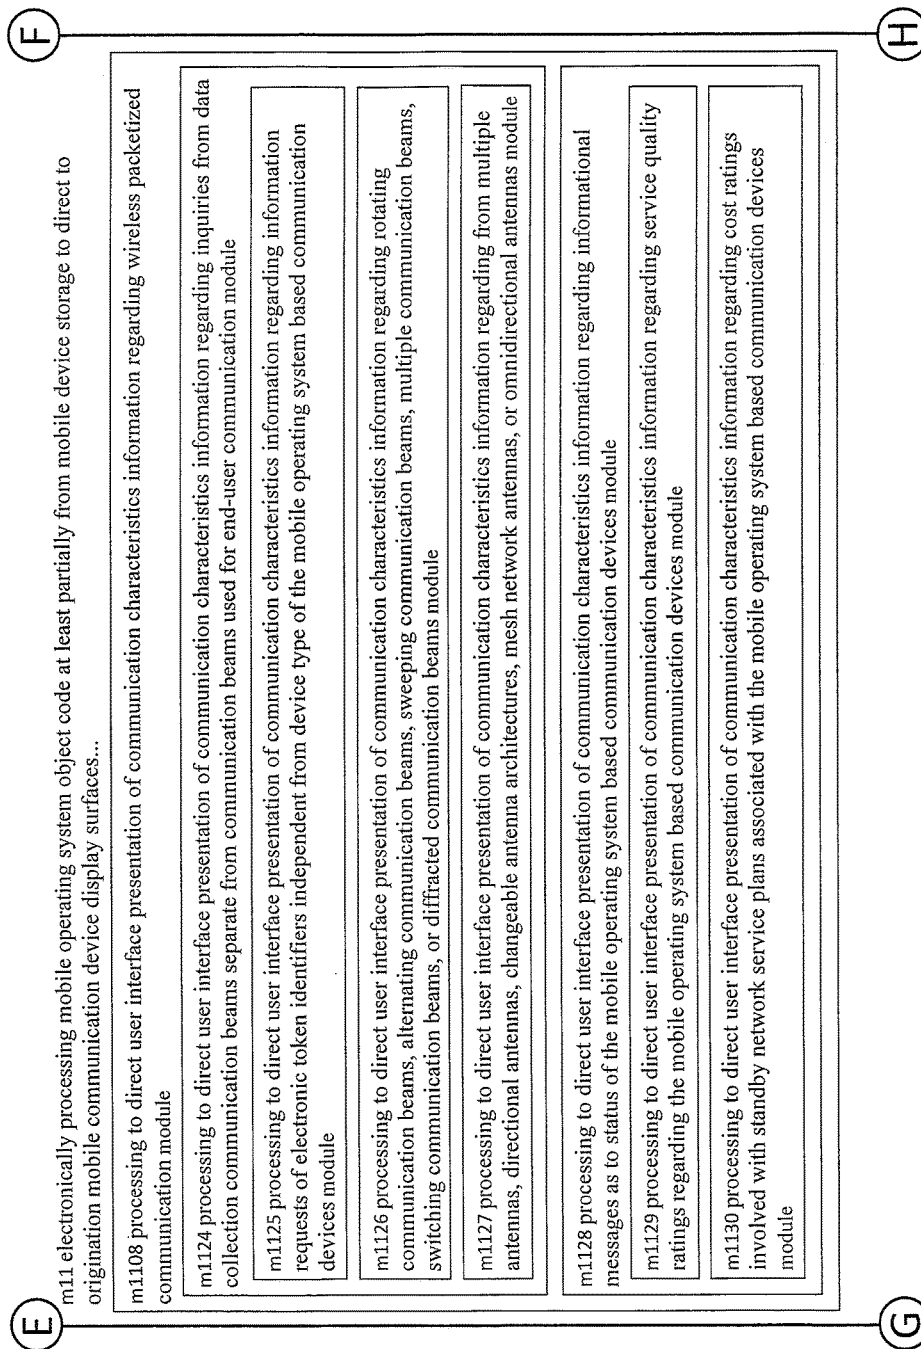 E
F
m11 electronically processing mobile operating system object code at least partially from mobile device storage to direct to
origination mobile communication device display surfaces...
m1108 processing to direct user interface presentation of communication characteristics information regarding wireless packetized
communication module
m1124 processing to direct user interface presentation of communication characteristics information regarding inquiries from data
collection communication beams separate from communication beams used for end-user communication module
m1125 processing to direct user interface presentation of communication characteristics information regarding information
requests of electronic token identifiers independent from device type of the mobile operating system based communication
devices module
m1126 processing to direct user interface presentation of communication characteristics information regarding rotating
communication beams, alternating communication beams, sweeping communication beams, multiple communication beams,
switching communication beams, or diffracted communication beams module
m1127 processing to direct user interface presentation of communication characteristics information regarding from multiple
antennas, directional antennas, changeable antenna architectures, mesh network antennas, or omnidirectional antennas module
m1128 processing to direct user interface presentation of communication characteristics information regarding informational
messages as to status of the mobile operating system based communication devices module
m1129 processing to direct user interface presentation of communication characteristics information regarding service quality
ratings regarding the mobile operating system based communication devices module
m1130 processing to direct user interface presentation of communication characteristics information regarding cost ratings
involved with standby network service plans associated with the mobile operating system based communication devices
module
G
H